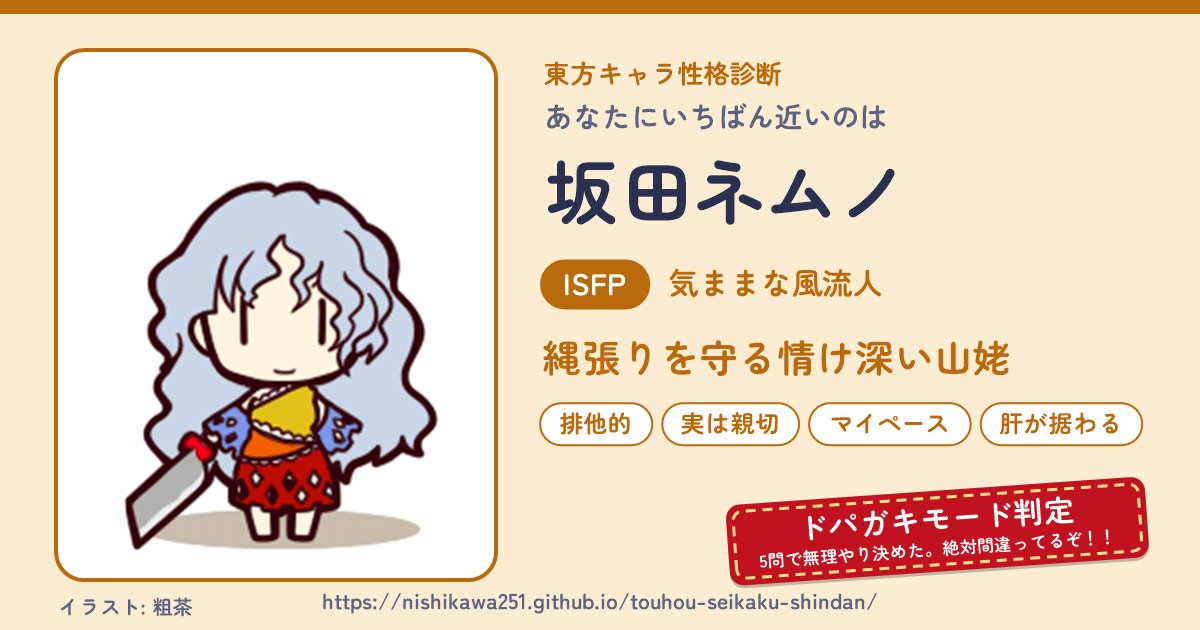 東方キャラ性格診断
あなたにいちばん近いのは
坂田ネムノ
ISFP 気ままな風流人
縄張りを守る情け深い山姥
排他的 実は親切 マイペース 肝が据わる
ドパガキモード判定
5問で無理やり決めた。絶対間違ってるぞ！！
イラスト: 粗茶
https://nishikawa251.github.io/touhou-seikaku-shindan/